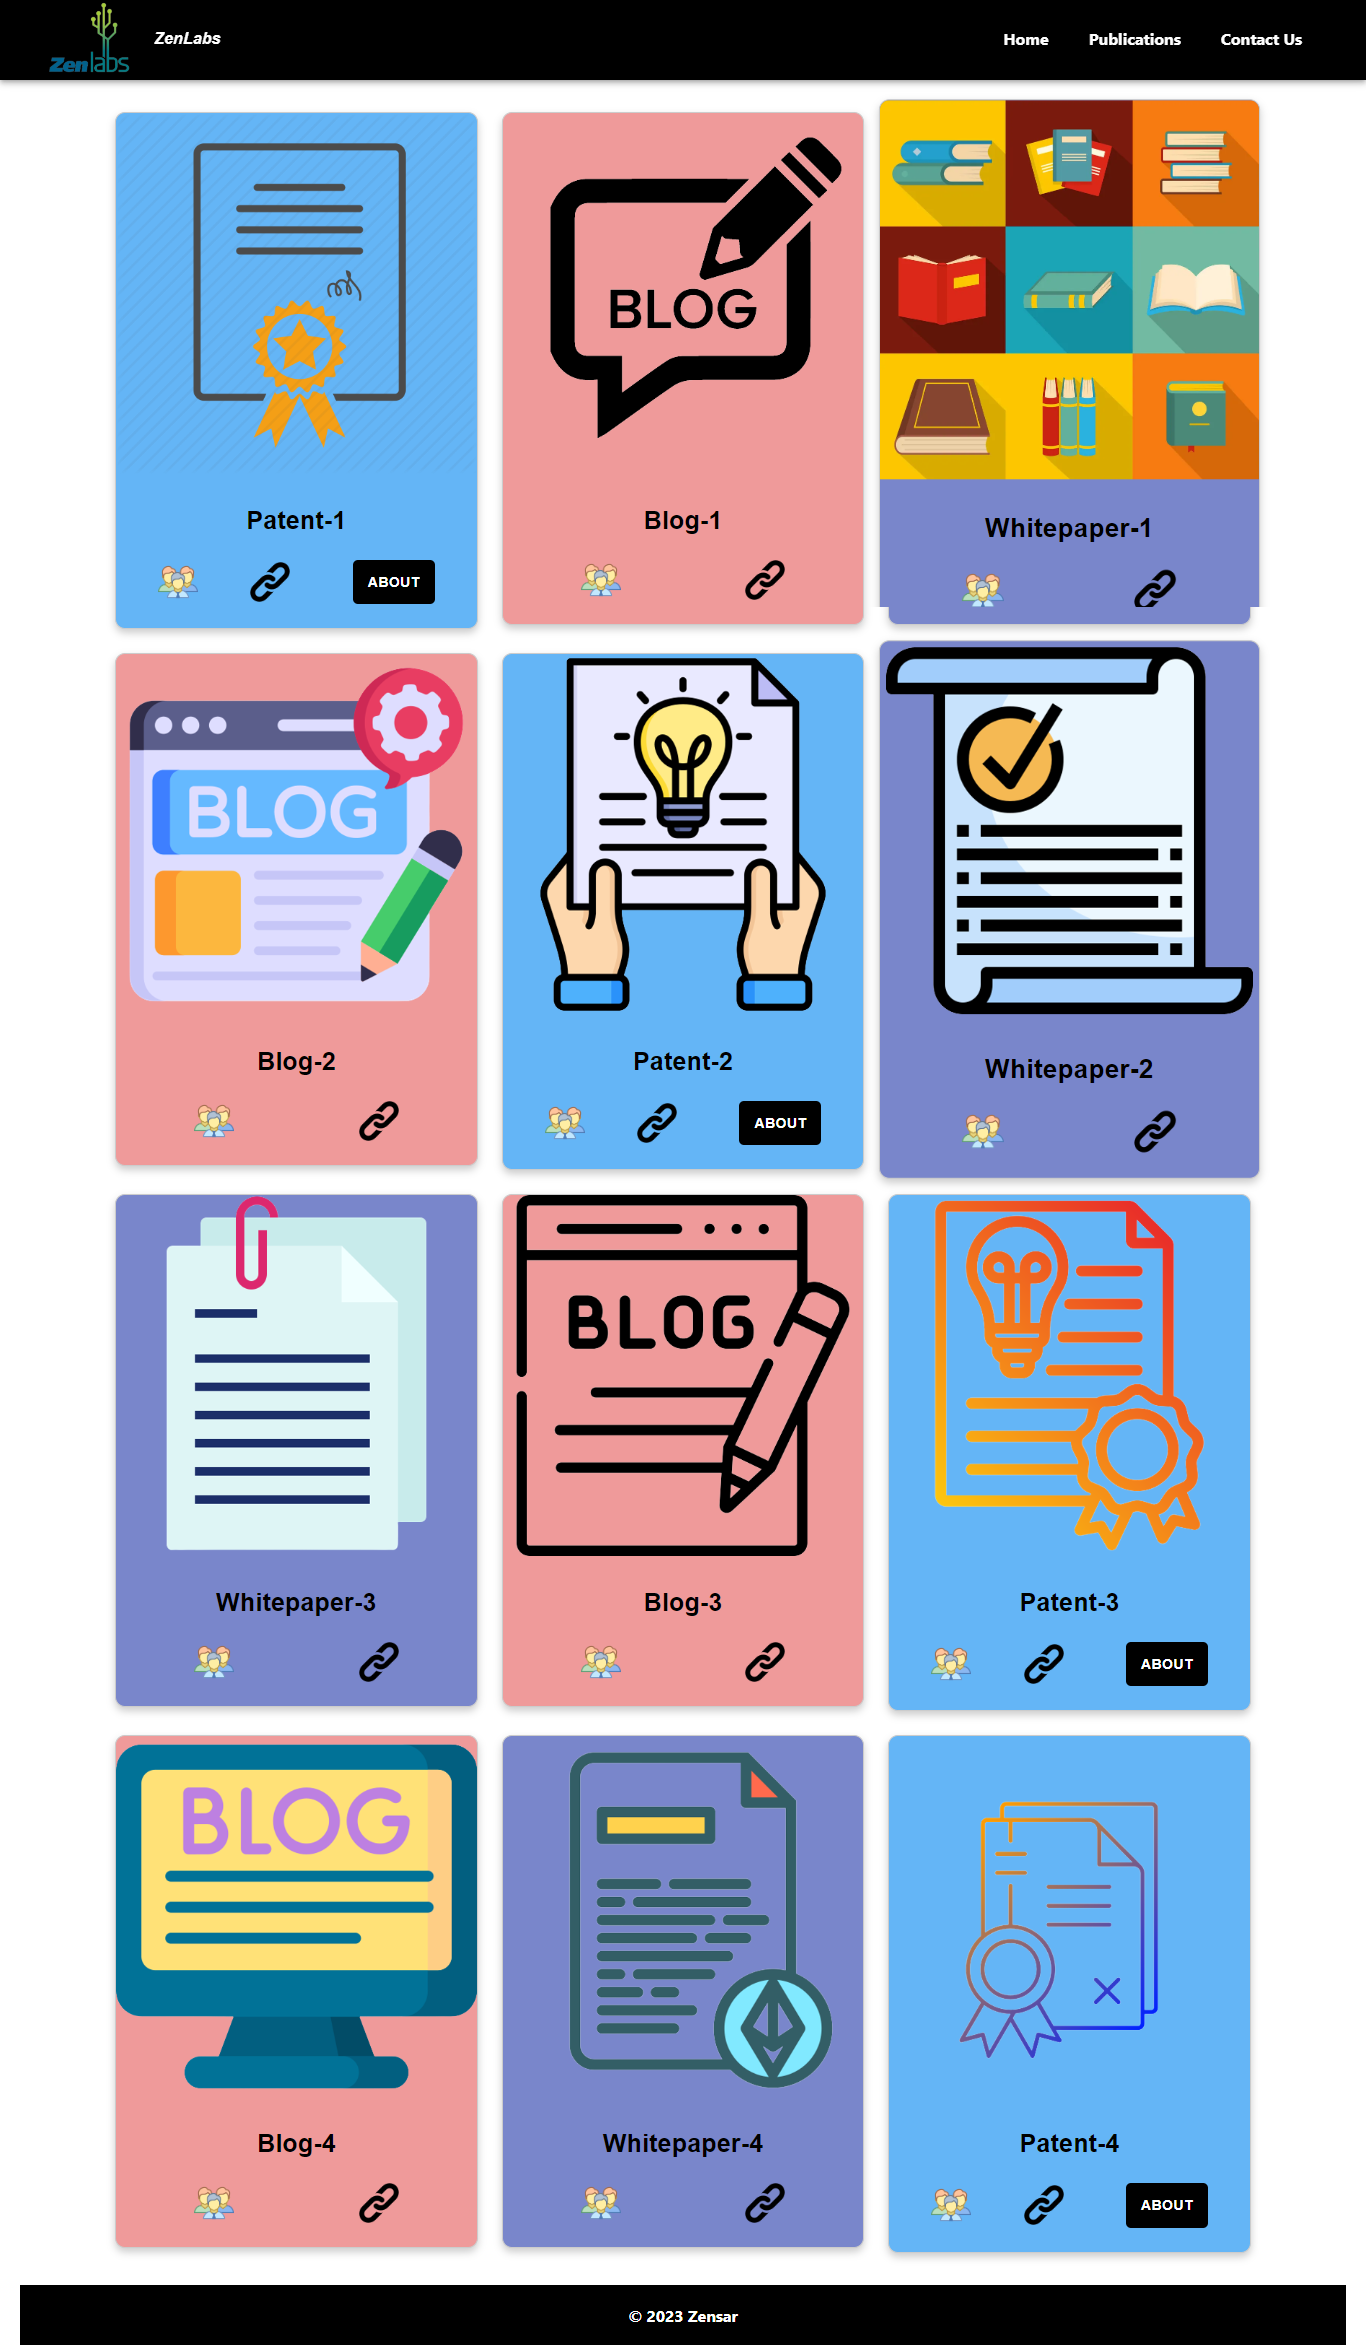 Zenlabs
ZenLabs
Home
Publications
Contact Us
BLOG
Patent-1
Blog-1
Whitepaper-1
ABOUT
BLOG
Blog-2
Patent-2
Whitepaper-2
ABOUT
BLOG
Whitepaper-3
Blog-3
Patent-3
ABOUT
BLOG
Blog-4
Whitepaper-4
Patent-4
ABOUT
© 2023 Zensar